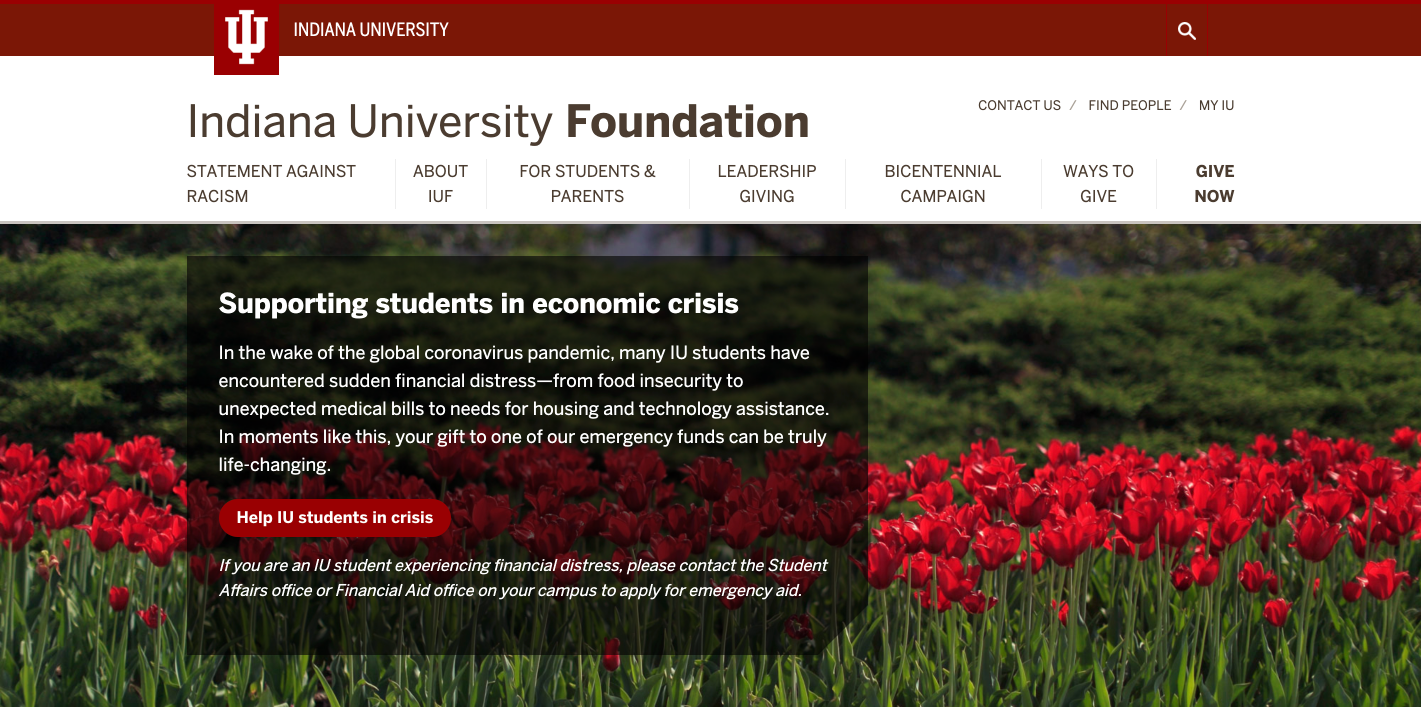 INDIANA UNIVERSITY
Indiana University Foundation
CONTACT US / FIND PEOPLE / MY IU
STATEMENT AGAINST
RACISM
ABOUT
IUF
FOR STUDENTS &
PARENTS
LEADERSHIP
GIVING
BICENTENNIAL
CAMPAIGN
WAYS TO
GIVE
GIVE
NOW
Supporting students in economic crisis
In the wake of the global coronavirus pandemic, many IU students have
encountered sudden financial distress—from food insecurity to
unexpected medical bills to needs for housing and technology assistance.
In moments like this, your gift to one of our emergency funds can be truly
life-changing.
Help IU students in crisis
If you are an IU student experiencing financial distress, please contact the Student
Affairs office or Financial Aid office on your campus to apply for emergency aid.